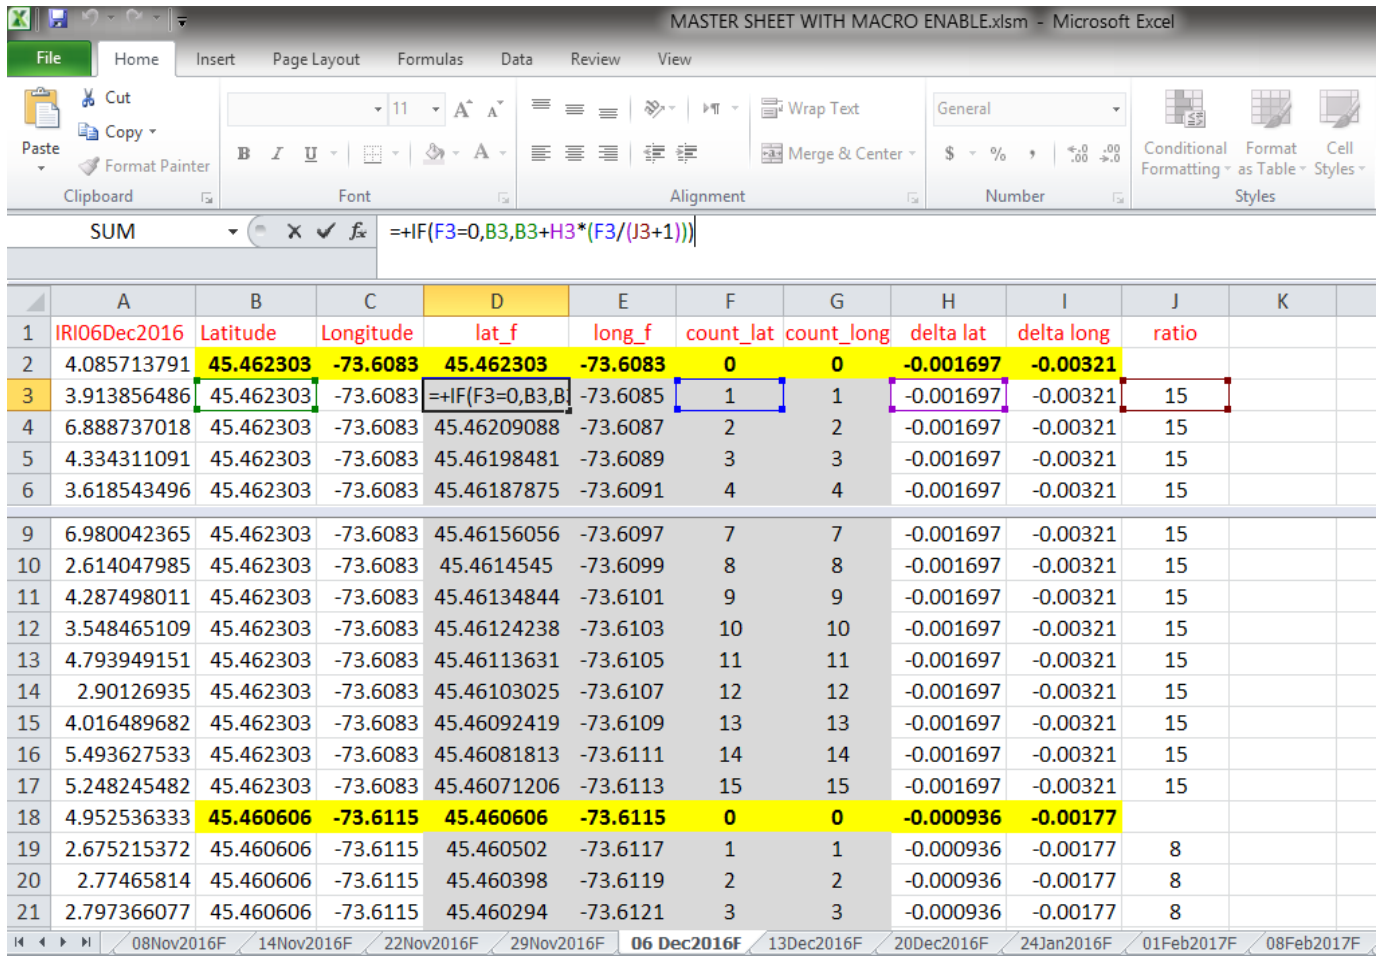 MASTER SHEET WITH MACRO ENABLE.xlsm - Microsoft Excel
File Home Insert Page Layout Formulas Data Review View
Cut
Copy
Paste
Format Painter
Clipboard
11 A A
B I U A
Font
Wrap Text
Merge & Center
Alignment
General
$ % , .0 .00 .00 .0
Number
Conditional Formatting
Format as Table
Cell Styles
Styles
SUM fx =+IF(F3=0,B3,B3+H3*(F3/(J3+1)))
A B C D E F G H I J K
1 IRI06Dec2016 Latitude Longitude lat_f long_f count_lat count_long delta lat delta long ratio
2 4.085713791 45.462303 -73.6083 45.462303 -73.6083 0 0 -0.001697 -0.00321
3 3.913856486 45.462303 -73.6083 =+IF(F3=0,B3,B3 -73.6085 1 1 -0.001697 -0.00321 15
4 6.888737018 45.462303 -73.6083 45.46209088 -73.6087 2 2 -0.001697 -0.00321 15
5 4.334311091 45.462303 -73.6083 45.46198481 -73.6089 3 3 -0.001697 -0.00321 15
6 3.618543496 45.462303 -73.6083 45.46187875 -73.6091 4 4 -0.001697 -0.00321 15
9 6.980042365 45.462303 -73.6083 45.46156056 -73.6097 7 7 -0.001697 -0.00321 15
10 2.614047985 45.462303 -73.6083 45.4614545 -73.6099 8 8 -0.001697 -0.00321 15
11 4.287498011 45.462303 -73.6083 45.46134844 -73.6101 9 9 -0.001697 -0.00321 15
12 3.548465109 45.462303 -73.6083 45.46124238 -73.6103 10 10 -0.001697 -0.00321 15
13 4.793949151 45.462303 -73.6083 45.46113631 -73.6105 11 11 -0.001697 -0.00321 15
14 2.90126935 45.462303 -73.6083 45.46103025 -73.6107 12 12 -0.001697 -0.00321 15
15 4.016489682 45.462303 -73.6083 45.46092419 -73.6109 13 13 -0.001697 -0.00321 15
16 5.493627533 45.462303 -73.6083 45.46081813 -73.6111 14 14 -0.001697 -0.00321 15
17 5.248245482 45.462303 -73.6083 45.46071206 -73.6113 15 15 -0.001697 -0.00321 15
18 4.952536333 45.460606 -73.6115 45.460606 -73.6115 0 0 -0.000936 -0.00177
19 2.675215372 45.460606 -73.6115 45.460502 -73.6117 1 1 -0.000936 -0.00177 8
20 2.77465814 45.460606 -73.6115 45.460398 -73.6119 2 2 -0.000936 -0.00177 8
21 2.797366077 45.460606 -73.6115 45.460294 -73.6121 3 3 -0.000936 -0.00177 8
08Nov2016F 14Nov2016F 22Nov2016F 29Nov2016F 06 Dec2016F 13Dec2016F 20Dec2016F 24Jan2016F 01Feb2017F 08Feb2017F